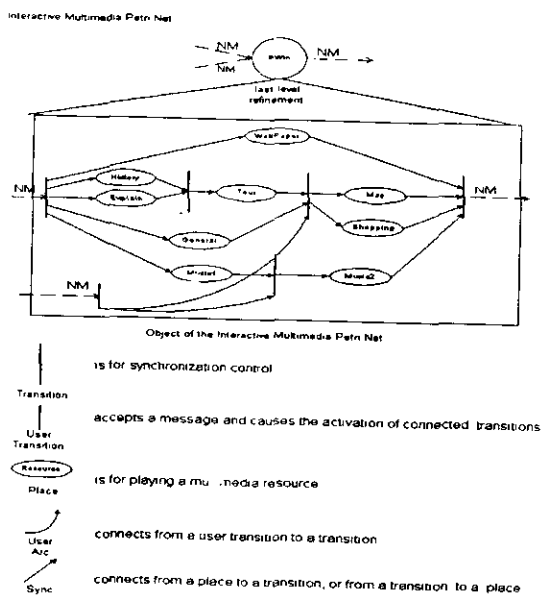 Interactive Multimedia Petri Net
NM
NM
NM
last level
refinement
WallPaper
History
NM
Explain
Tour
Map
NM
General
Shopping
Music2
NM
Object of the Interactive Multimedia Petri Net
is for synchronization control
Transition
accepts a message and causes the activation of connected transitions
User
Transition
Resource
is for playing a mu .media resource
Place
connects from a user transition to a transition
User
Arc
connects from a place to a transition, or from a transition to a place
Sync